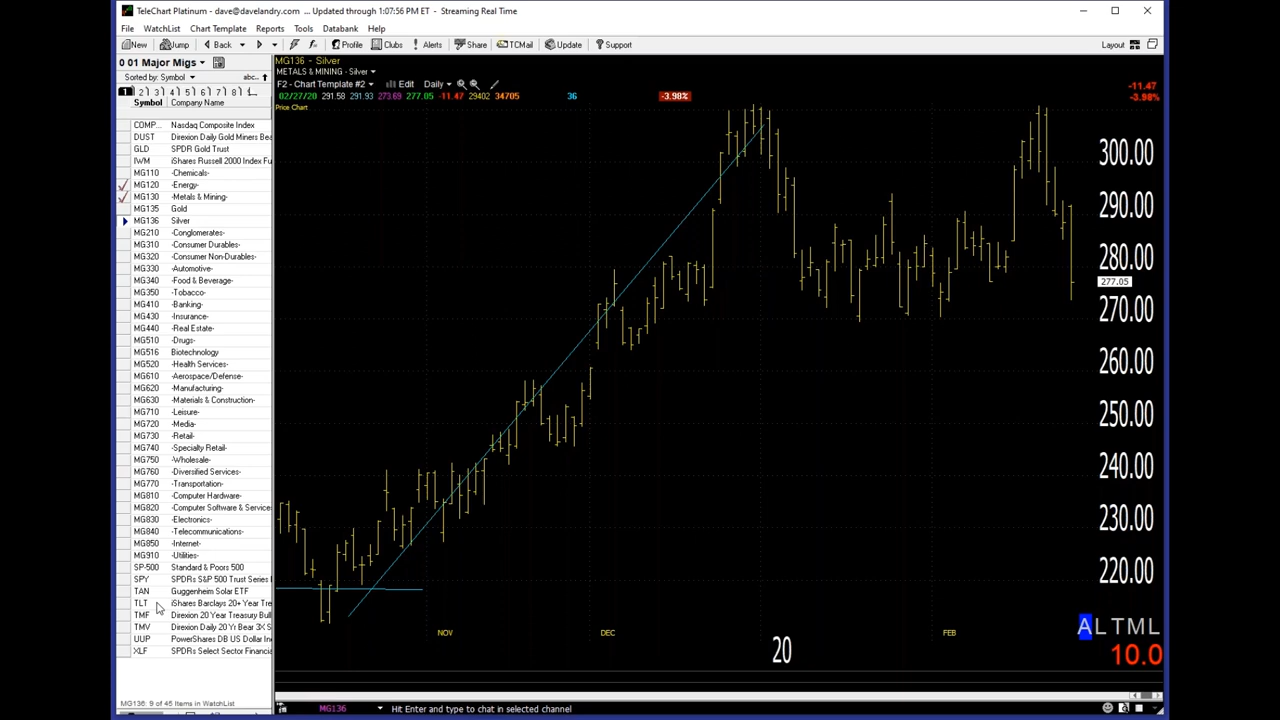 TeleChart Platinum - dave@davelandry.com ... Updated through 1:07:56 PM ET - Streaming Real Time
File WatchList Chart Template Reports Tools Databank Help
New Jump Back Profile Clubs Alerts Share TCMail Update Support Layout
0 01 Major Migs
Sorted by: Symbol abc..
1 2 3 4 5 6 7 8
Symbol Company Name
COMP... Nasdaq Composite Index
DUST Direxion Daily Gold Miners Bea
GLD SPDR Gold Trust
IWM iShares Russell 2000 Index Fu
MG110 -Chemicals-
MG120 -Energy-
MG130 -Metals & Mining-
MG135 Gold
MG136 Silver
MG210 -Conglomerates-
MG310 -Consumer Durables-
MG320 -Consumer Non-Durables-
MG330 -Automotive-
MG340 -Food & Beverage-
MG350 -Tobacco-
MG410 -Banking-
MG430 -Insurance-
MG440 -Real Estate-
MG510 -Drugs-
MG516 Biotechnology
MG520 -Health Services-
MG610 -Aerospace/Defense-
MG620 -Manufacturing-
MG630 -Materials & Construction-
MG710 -Leisure-
MG720 -Media-
MG730 -Retail-
MG740 -Specialty Retail-
MG750 -Wholesale-
MG760 -Diversified Services-
MG770 -Transportation-
MG810 -Computer Hardware-
MG820 -Computer Software & Service
MG830 -Electronics-
MG840 -Telecommunications-
MG850 -Internet-
MG910 -Utilities-
SP-500 Standard & Poors 500
SPY SPDRs S&P 500 Trust Series
TAN Guggenheim Solar ETF
TLT iShares Barclays 20+ Year Tre
TMF Direxion 20 Year Treasury Bull
TMV Direxion Daily 20 Yr Bear 3X S
UUP PowerShares DB US Dollar In
XLF SPDRs Select Sector Financia
MG136: 9 of 45 Items in WatchList
MG136 - Silver
METALS & MINING - Silver
F2 - Chart Template #2 Edit Daily
02/27/20 291.58 291.93 273.69 277.05 -11.47 29402 34705 36 -3.98%
Price Chart
-11.47
-3.98%
300.00
290.00
280.00
277.05
270.00
260.00
250.00
240.00
230.00
220.00
NOV DEC 20 FEB
ALTML
10.0
MG136 Hit Enter and type to chat in selected channel